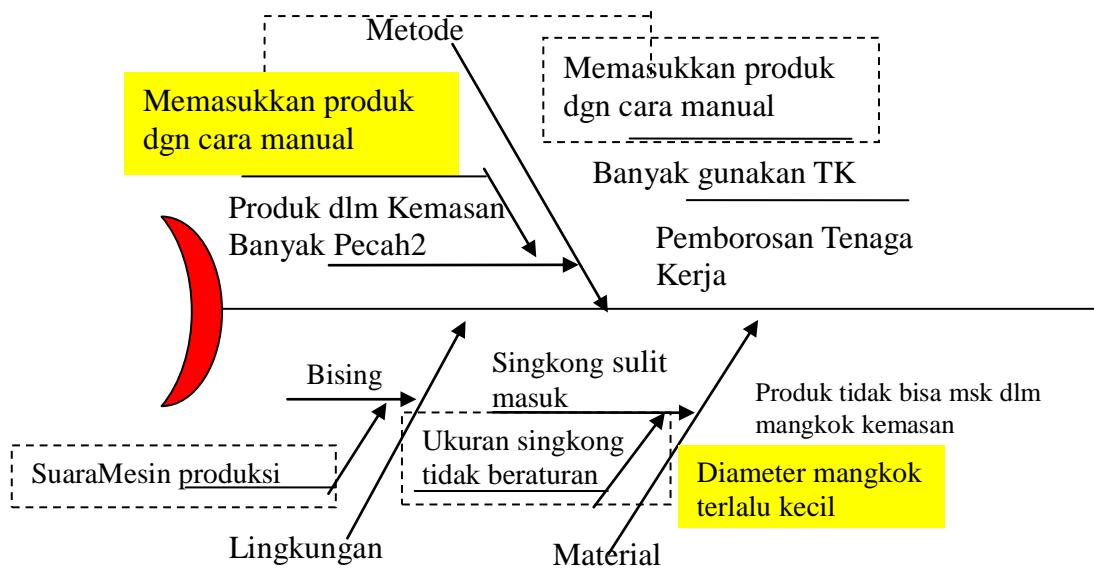 Metode
Memasukkan produk
dgn cara manual
Memasukkan produk
dgn cara manual
Banyak gunakan TK
Produk dlm Kemasan
Banyak Pecah2
Pemborosan Tenaga
Kerja
Bising
Singkong sulit
masuk
Produk tidak bisa msk dlm
mangkok kemasan
SuaraMesin produksi
Ukuran singkong
tidak beraturan
Diameter mangkok
terlalu kecil
Lingkungan
Material